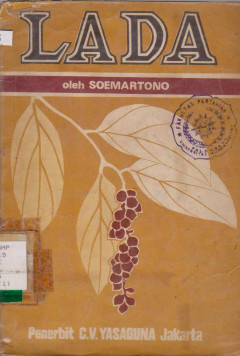 LADA
oleh SOEMARTONO
Penerbit C.V. YASAGUNA Jakarta